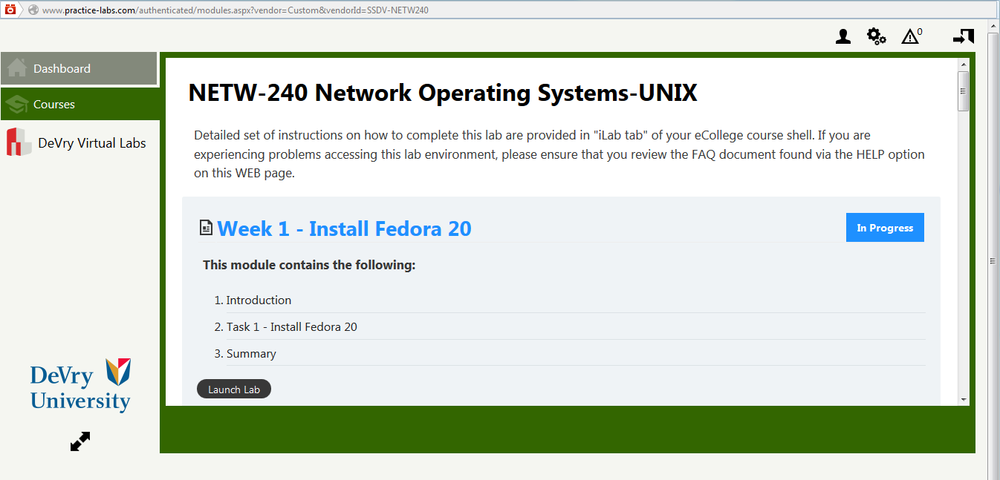 www.practice-labs.com/authenticated/modules.aspx?vendor=Custom&vendorId=SSDV-NETW240
0
Dashboard
Courses
DeVry Virtual Labs
NETW-240 Network Operating Systems-UNIX
Detailed set of instructions on how to complete this lab are provided in "iLab tab" of your eCollege course shell. If you are
experiencing problems accessing this lab environment, please ensure that you review the FAQ document found via the HELP option
on this WEB page.
Week 1 - Install Fedora 20
In Progress
This module contains the following:
1. Introduction
2. Task 1 - Install Fedora 20
3. Summary
Launch Lab
DeVry
University